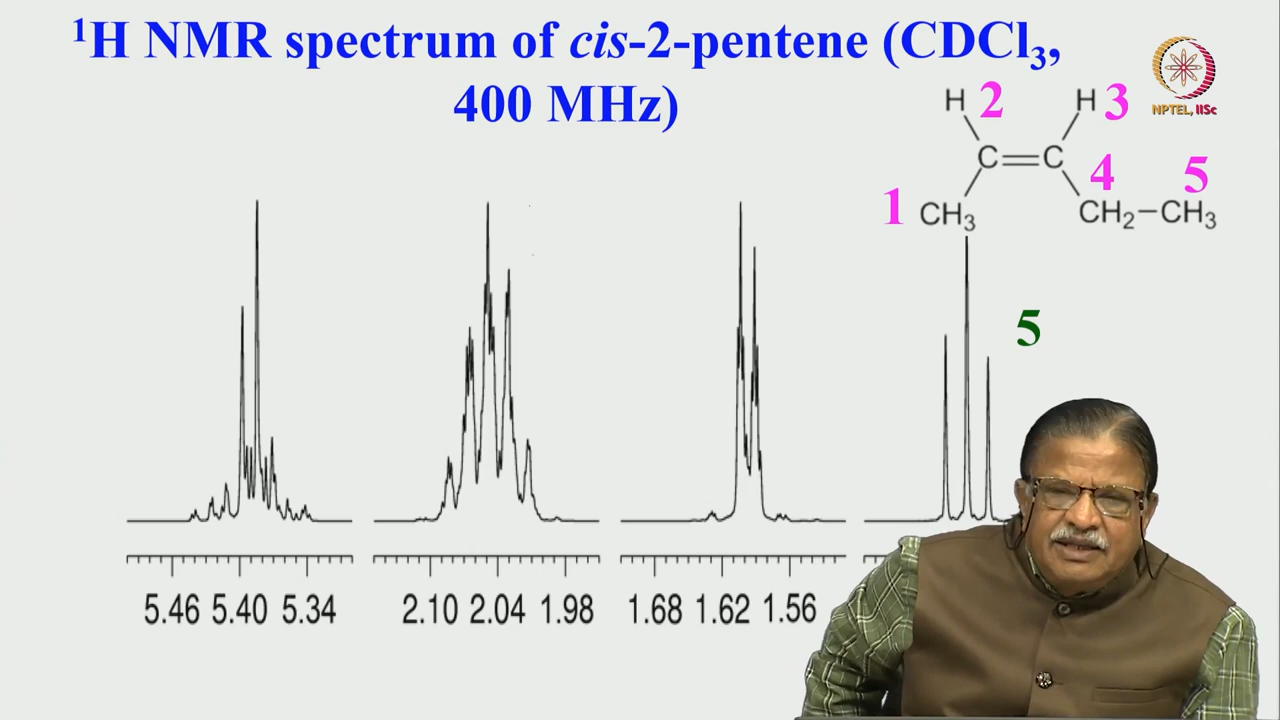 ¹H NMR spectrum of cis-2-pentene (CDCl₃,
400 MHz)
NPTEL, IISc
H 2 H 3
C=C
4 5
1 CH₃ CH₂–CH₃
5
5.46 5.40 5.34 2.10 2.04 1.98 1.68 1.62 1.56